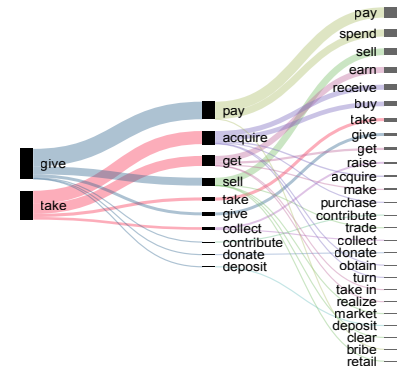 give
take
pay
acquire
get
sell
take
give
collect
contribute
donate
deposit
pay
spend
sell
earn
receive
buy
take
give
get
raise
acquire
make
purchase
contribute
trade
collect
donate
obtain
turn
take in
realize
market
deposit
clear
bribe
retail